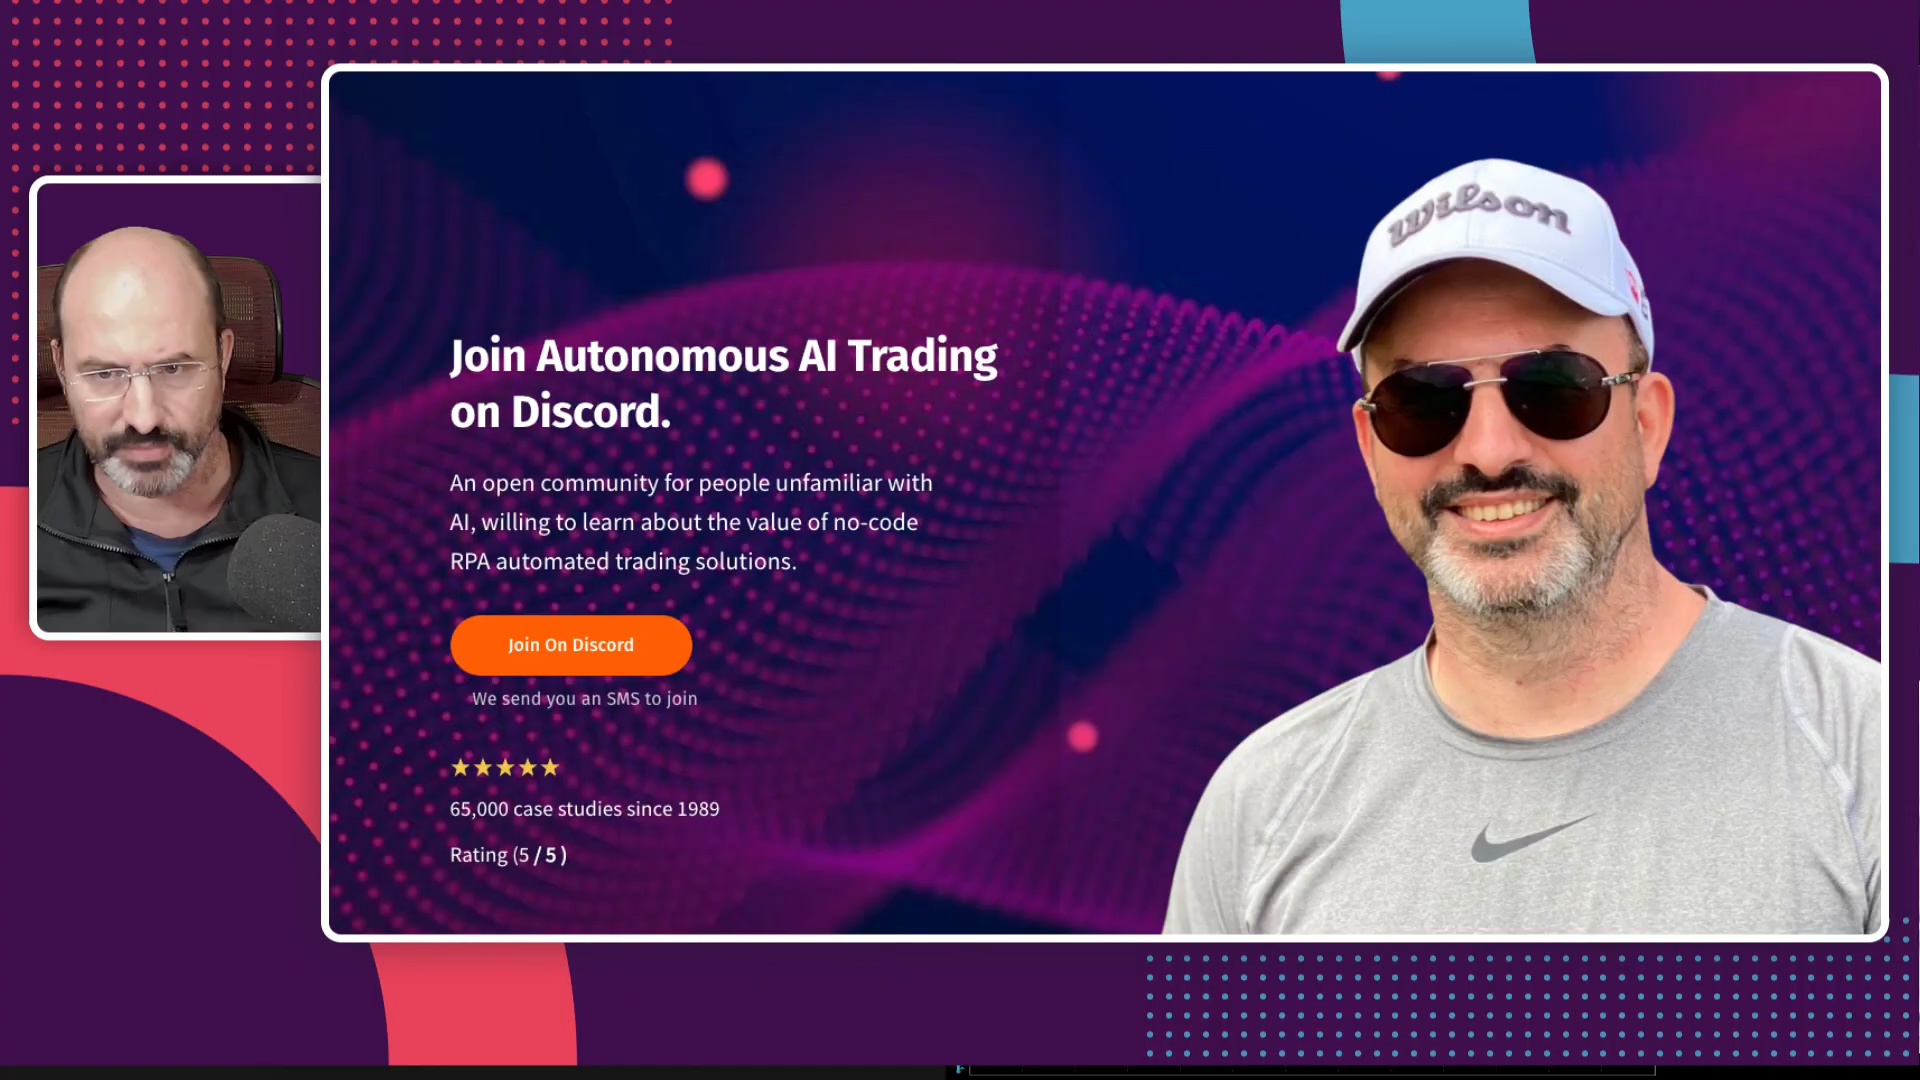 wilson
Join Autonomous AI Trading
on Discord.
An open community for people unfamiliar with
AI, willing to learn about the value of no-code
RPA automated trading solutions.
Join On Discord
We send you an SMS to join
65,000 case studies since 1989
Rating (5 / 5 )